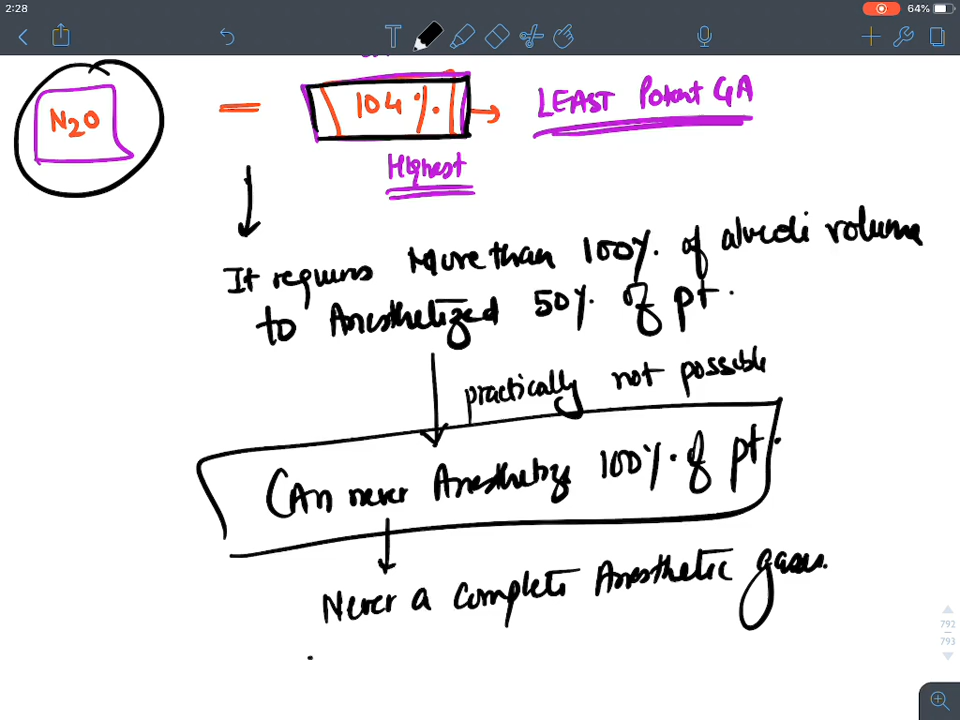 2:28
64%
T
N2O = 104%. → LEAST Potent GA
Highest
It requires More than 100%. of alveoli volume
to Anesthetized 50%. of pt.
practically not possible
CAn never Anesthetize 100%. of pt.
Never a complete Anesthetic gases.
792
793